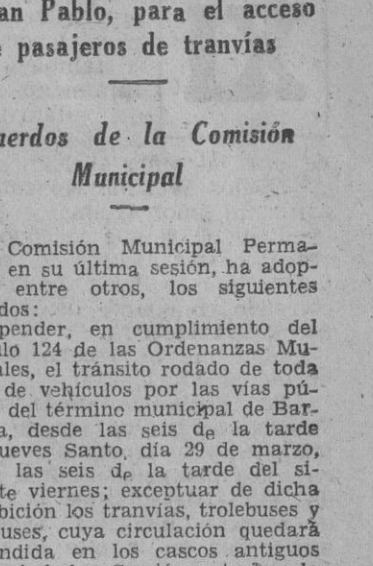 an Pablo, para el acceso
e pasajeros de tranvías
uerdos de la Comisión
Municipal
Comisión Municipal Perma-
en su última sesión, ha adop-
entre otros, los siguientes
dos:
pender, en cumplimiento del
ulo 124 de las Ordenanzas Mu-
ales, el tránsito rodado de toda
de vehículos por las vías pú-
del término municipal de Bar-
a, desde las seis de la tarde
ueves Santo, día 29 de marzo,
las seis de la tarde del si-
te viernes; exceptuar de dicha
bición los tranvías, trolebuses y
uses, cuya circulación quedará
endida en los cascos antiguos